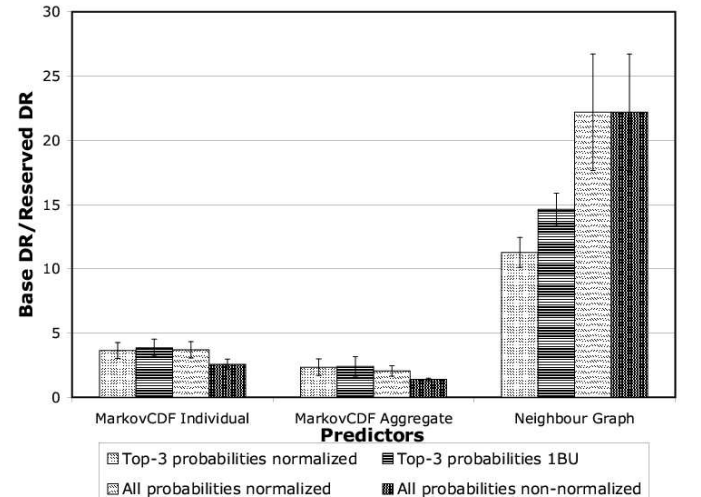 30
25
20
15
10
5
0
Base DR/Reserved DR
MarkovCDF Individual MarkovCDF Aggregate Neighbour Graph
Predictors
Top-3 probabilities normalized Top-3 probabilities 1BU
All probabilities normalized All probabilities non-normalized